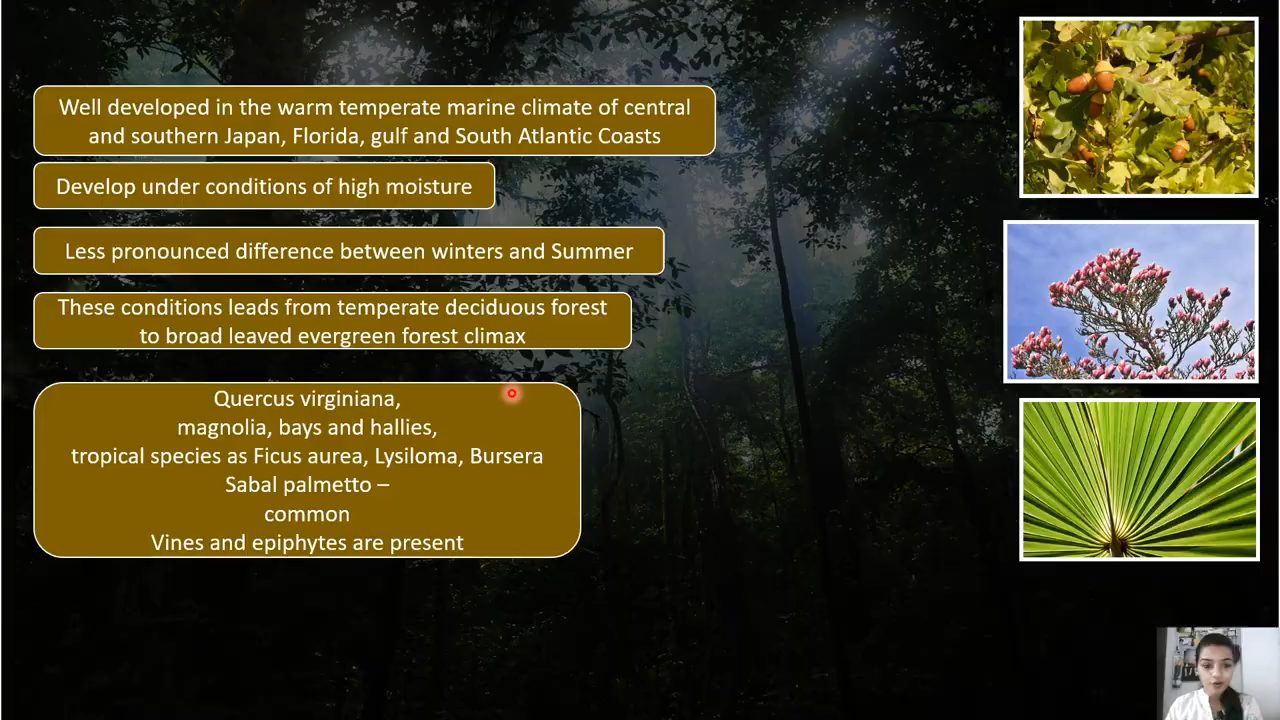 Well developed in the warm temperate marine climate of central
and southern Japan, Florida, gulf and South Atlantic Coasts
Develop under conditions of high moisture
Less pronounced difference between winters and Summer
These conditions leads from temperate deciduous forest
to broad leaved evergreen forest climax
Quercus virginiana,
magnolia, bays and hallies,
tropical species as Ficus aurea, Lysiloma, Bursera
Sabal palmetto –
common
Vines and epiphytes are present